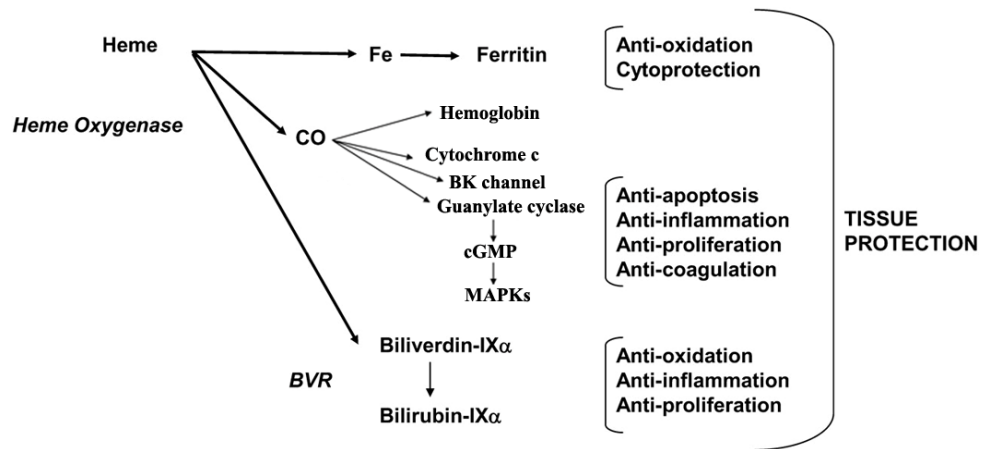 Heme
Fe
Ferritin
Anti-oxidation
Cytoprotection
Heme Oxygenase
CO
Hemoglobin
Cytochrome c
BK channel
Guanylate cyclase
cGMP
MAPKs
Anti-apoptosis
Anti-inflammation
Anti-proliferation
Anti-coagulation
TISSUE
PROTECTION
Biliverdin-IXα
BVR
Bilirubin-IXα
Anti-oxidation
Anti-inflammation
Anti-proliferation